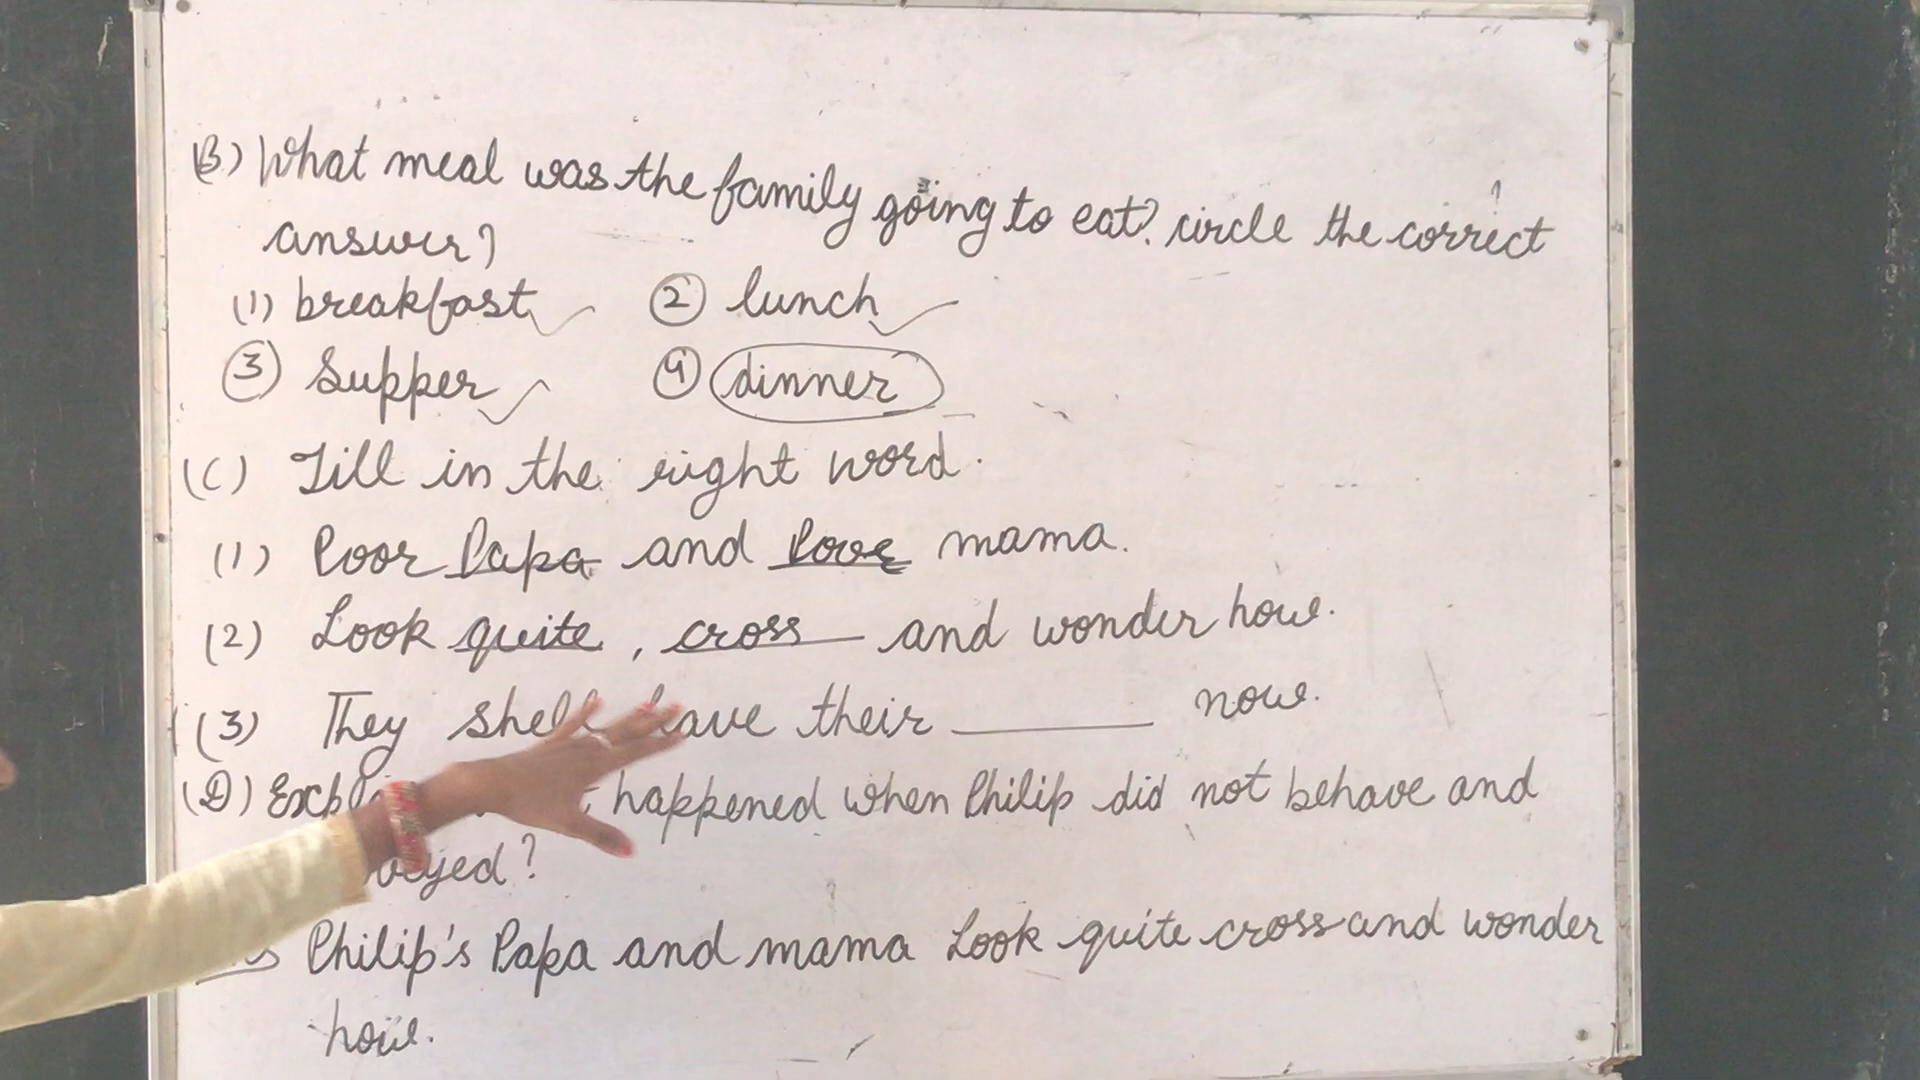 (B) What meal was the family going to eat? circle the correct
answer?
(1) breakfast ② lunch
③ Supper ④ dinner
(C) Fill in the right word.
(1) Poor Papa and Poor mama.
(2) Look quite, cross and wonder how.
(3) They shell have their ______ now.
(D) happened when Philip did not behave and
?
Philip's Papa and mama Look quite cross and wonder
how.